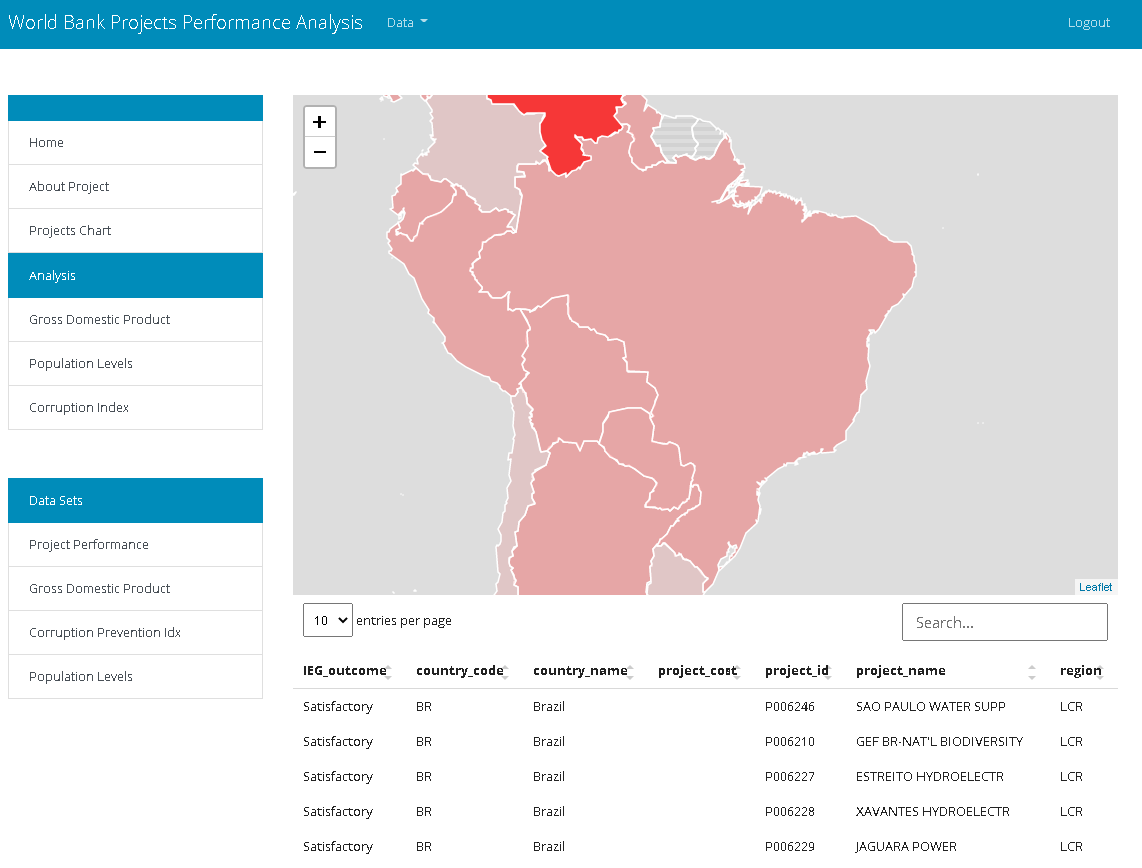 World Bank Projects Performance Analysis Data Logout
Home
About Project
Projects Chart
Analysis
Gross Domestic Product
Population Levels
Corruption Index
Data Sets
Project Performance
Gross Domestic Product
Corruption Prevention Idx
Population Levels
+
−
Leaflet
10 entries per page Search...
IEG_outcome country_code country_name project_cost project_id project_name region
Satisfactory BR Brazil P006246 SAO PAULO WATER SUPP LCR
Satisfactory BR Brazil P006210 GEF BR-NAT'L BIODIVERSITY LCR
Satisfactory BR Brazil P006227 ESTREITO HYDROELECTR LCR
Satisfactory BR Brazil P006228 XAVANTES HYDROELECTR LCR
Satisfactory BR Brazil P006229 JAGUARA POWER LCR